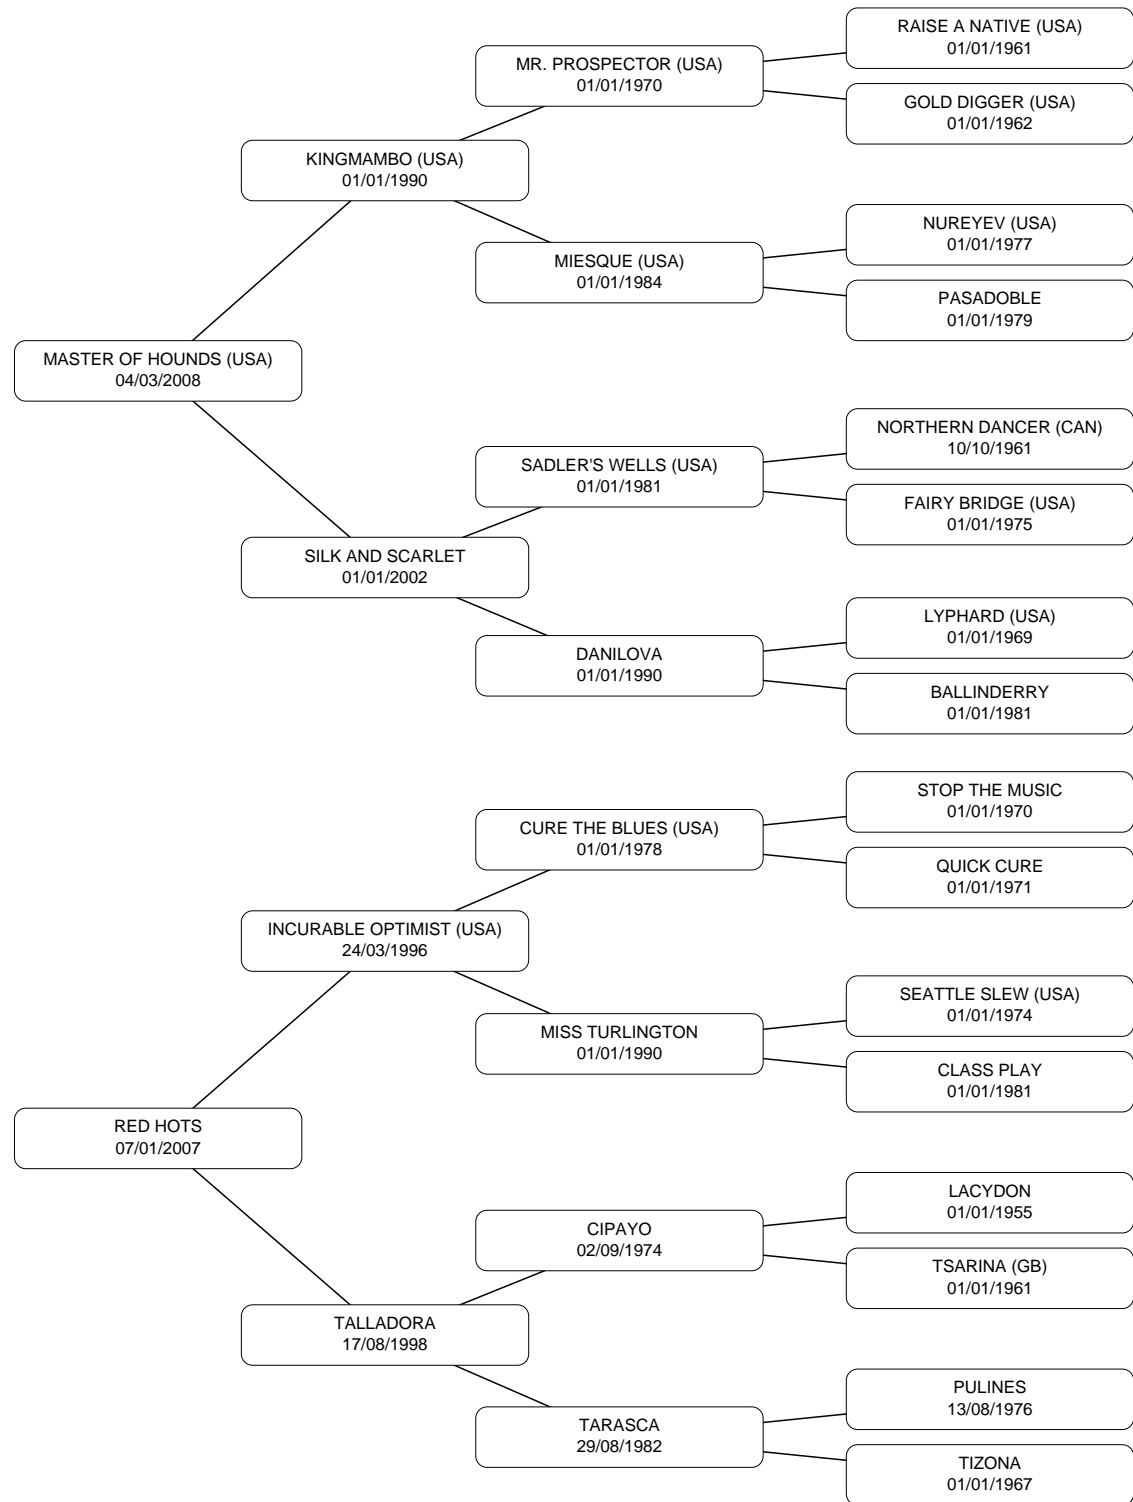 RAISE A NATIVE (USA)
01/01/1961
MR. PROSPECTOR (USA)
01/01/1970
GOLD DIGGER (USA)
01/01/1962
KINGMAMBO (USA)
01/01/1990
NUREYEV (USA)
01/01/1977
MIESQUE (USA)
01/01/1984
PASADOBLE
01/01/1979
MASTER OF HOUNDS (USA)
04/03/2008
NORTHERN DANCER (CAN)
10/10/1961
SADLER'S WELLS (USA)
01/01/1981
FAIRY BRIDGE (USA)
01/01/1975
SILK AND SCARLET
01/01/2002
LYPHARD (USA)
01/01/1969
DANILOVA
01/01/1990
BALLINDERRY
01/01/1981
STOP THE MUSIC
01/01/1970
CURE THE BLUES (USA)
01/01/1978
QUICK CURE
01/01/1971
INCURABLE OPTIMIST (USA)
24/03/1996
SEATTLE SLEW (USA)
01/01/1974
MISS TURLINGTON
01/01/1990
CLASS PLAY
01/01/1981
RED HOTS
07/01/2007
LACYDON
01/01/1955
CIPAYO
02/09/1974
TSARINA (GB)
01/01/1961
TALLADORA
17/08/1998
PULINES
13/08/1976
TARASCA
29/08/1982
TIZONA
01/01/1967